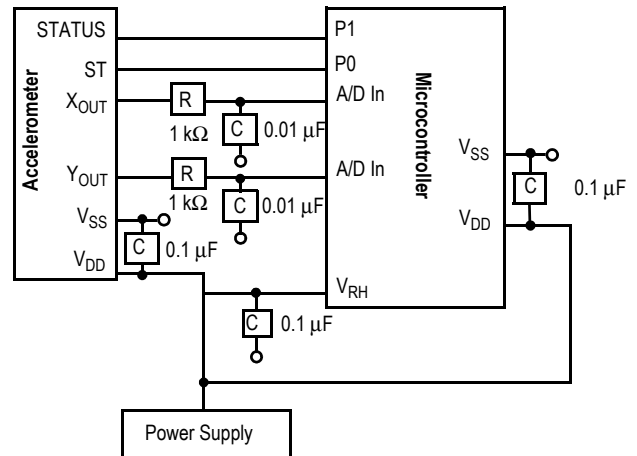 Accelerometer
STATUS
ST
XOUT
YOUT
VSS
VDD
R
1 kΩ
C
0.01 µF
R
1 kΩ
C
0.01 µF
C
0.1 µF
P1
P0
A/D In
A/D In
VRH
Microcontroller
VSS
VDD
C
0.1 µF
C
0.1 µF
Power Supply